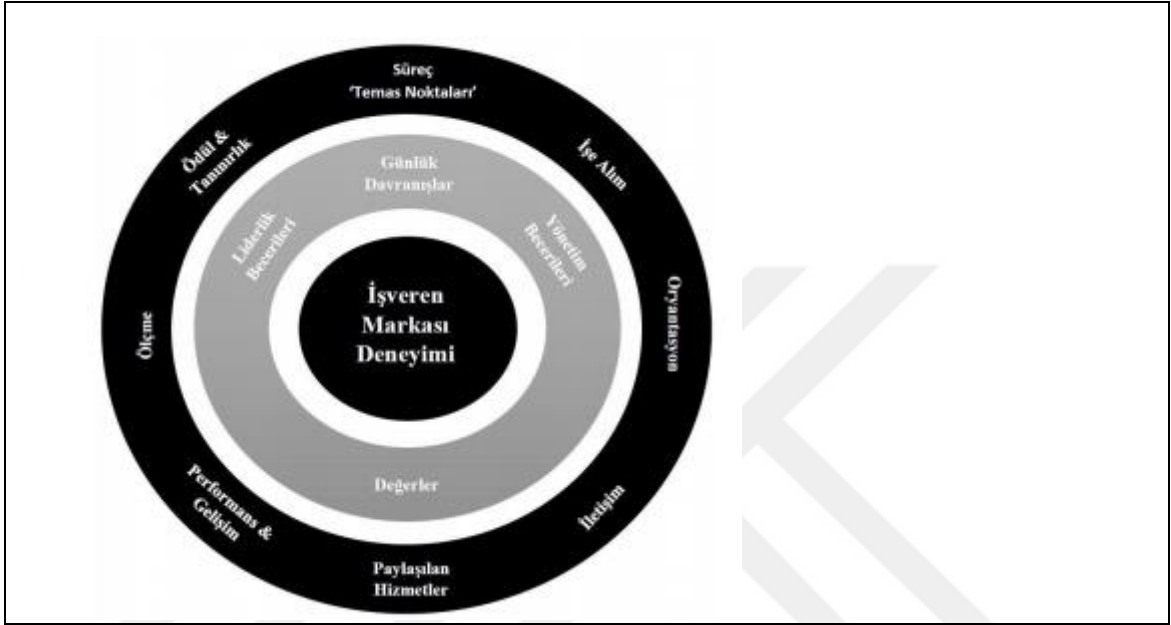 Süreç
'Temas Noktaları'
İşe Alım
Oryantasyon
İletişim
Paylaşılan
Hizmetler
Performans &
Gelişim
Ölçme
Ödül &
Tanınırlık
Günlük
Davranışlar
Yönetim
Becerileri
Değerler
Liderlik
Becerileri
İşveren
Markası
Deneyimi